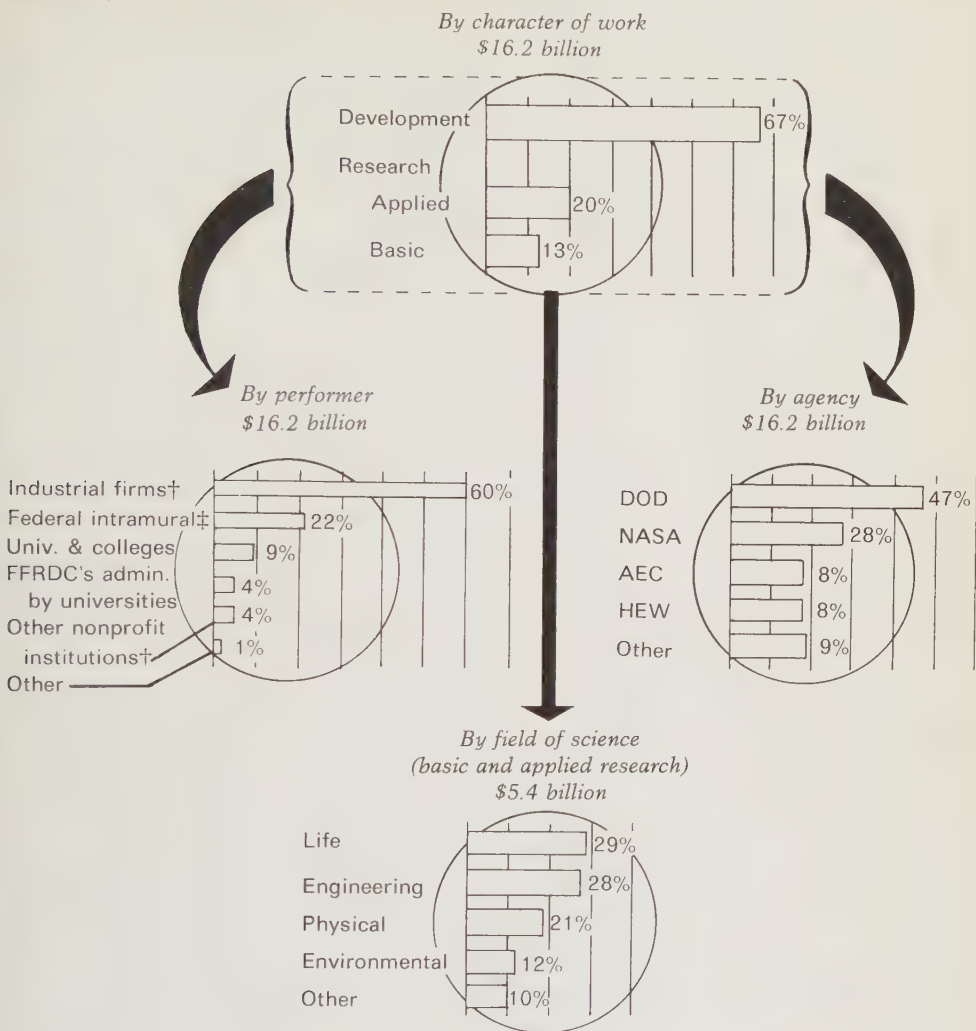 By character of work
$16.2 billion
Development 67%
Research
Applied 20%
Basic 13%
By performer
$16.2 billion
Industrial firms† 60%
Federal intramural‡ 22%
Univ. & colleges 9%
FFRDC's admin.
by universities 4%
Other nonprofit 4%
institutions†
Other 1%
By agency
$16.2 billion
DOD 47%
NASA 28%
AEC 8%
HEW 8%
Other 9%
By field of science
(basic and applied research)
$5.4 billion
Life 29%
Engineering 28%
Physical 21%
Environmental 12%
Other 10%